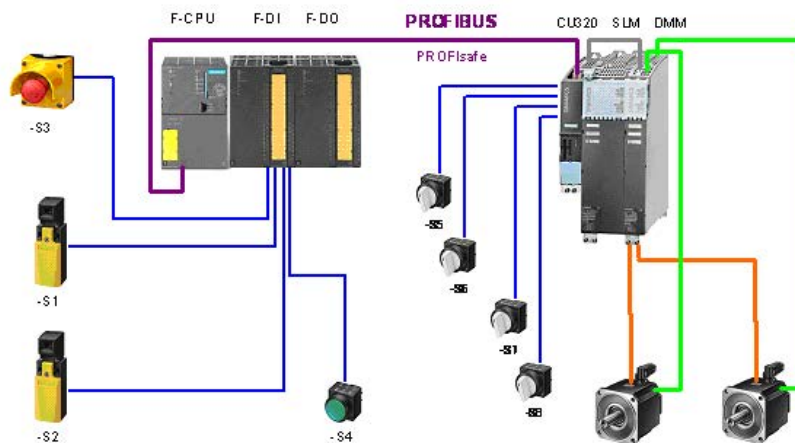 F-CPU F-DI F-DO PROFIBUS CU320 SLM DMM
PROFIsafe
-S3
-S5
-S1
-S6
-S7
-S2
-S4
-S8